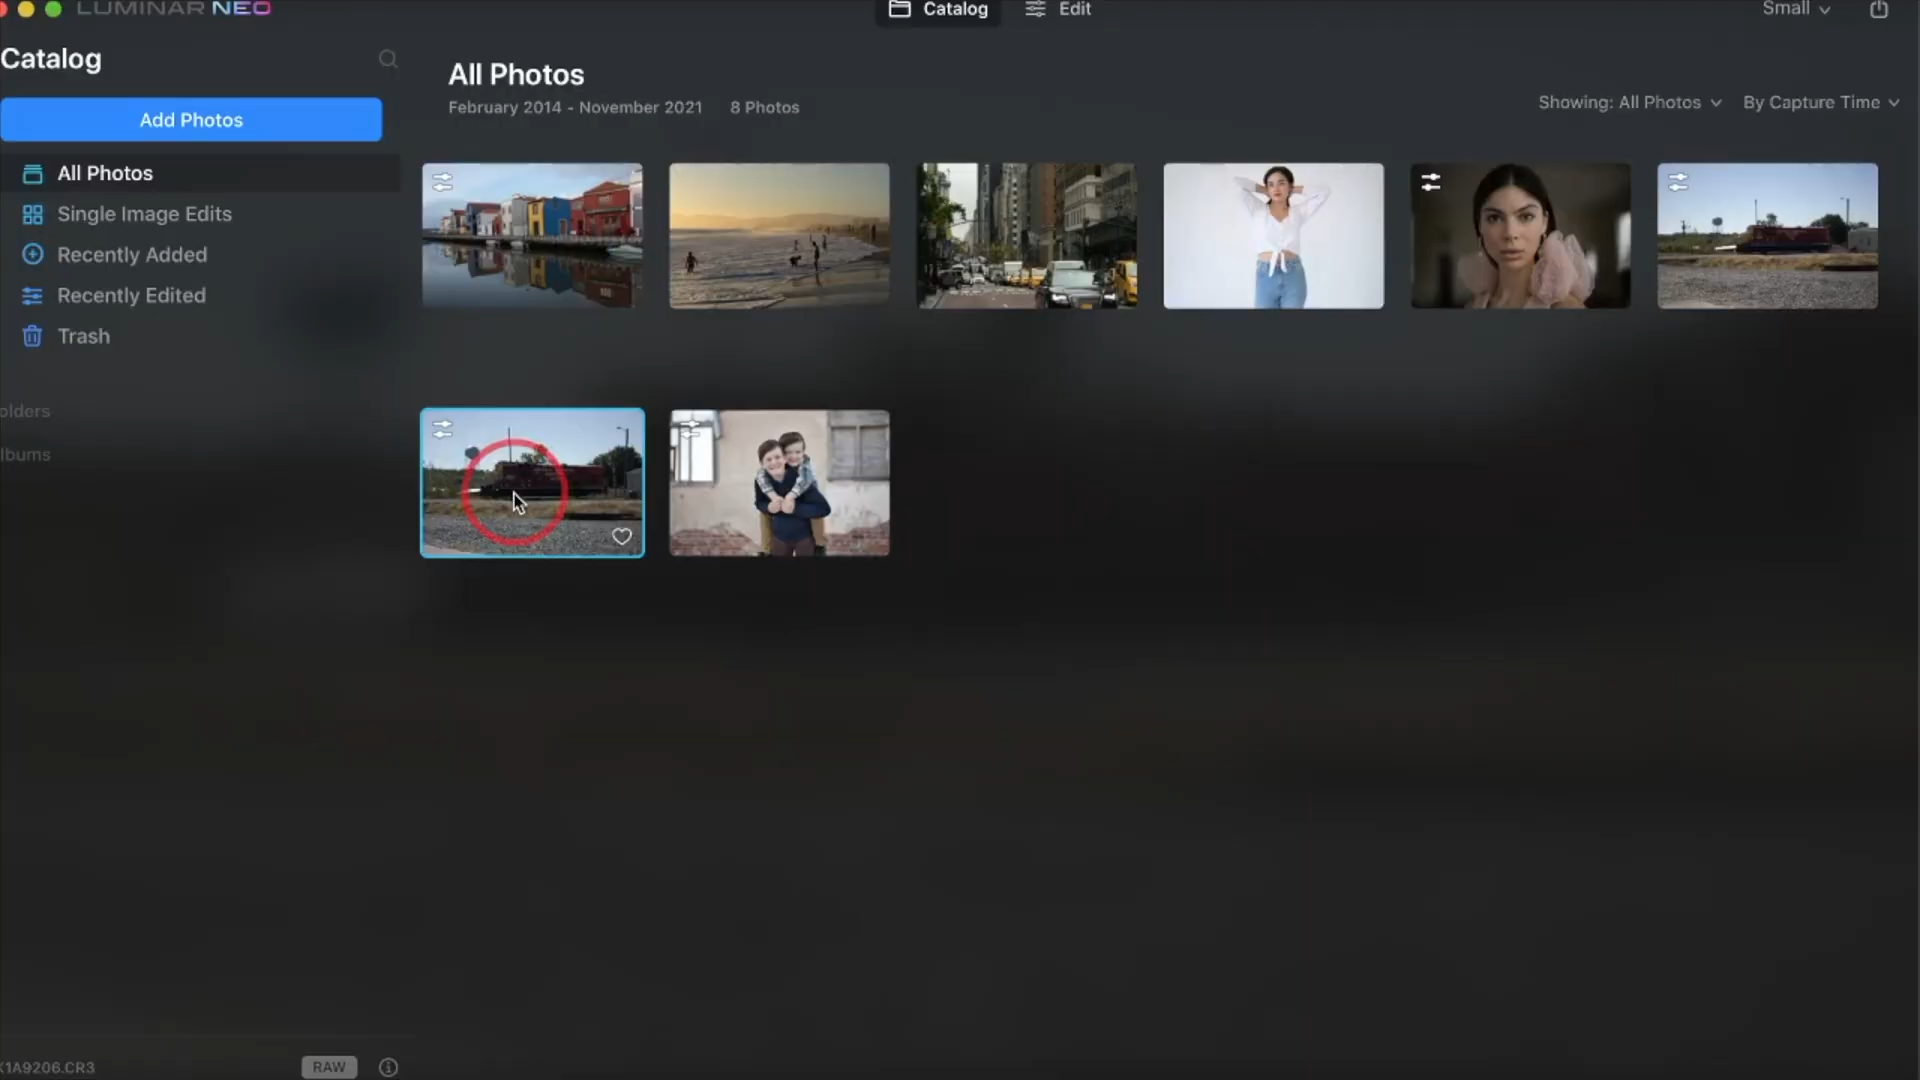 LUMINAR NEO
Catalog
Edit
Small
Catalog
Add Photos
All Photos
Single Image Edits
Recently Added
Recently Edited
Trash
olders
lbums
All Photos
February 2014 - November 2021 8 Photos
Showing: All Photos
By Capture Time
1A9206.CR3
RAW